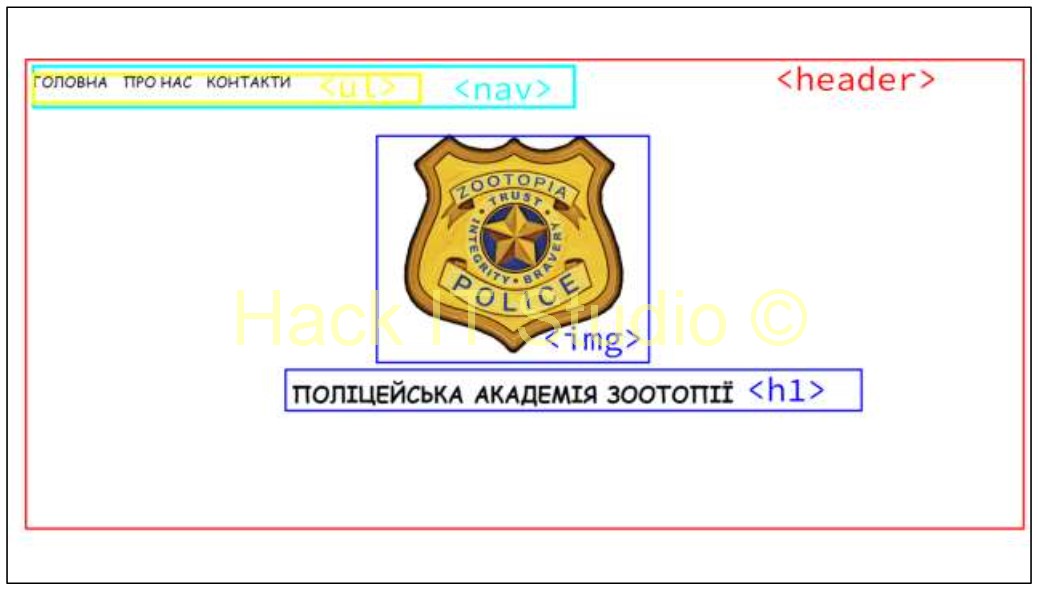 <header>
ГОЛОВНА ПРО НАС КОНТАКТИ <ul> <nav>
ZOOTOPIA
TRUST · INTEGRITY · BRAVERY ·
POLICE
Hack IT Studio ©
<img>
ПОЛІЦЕЙСЬКА АКАДЕМІЯ ЗООТОПІЇ <h1>